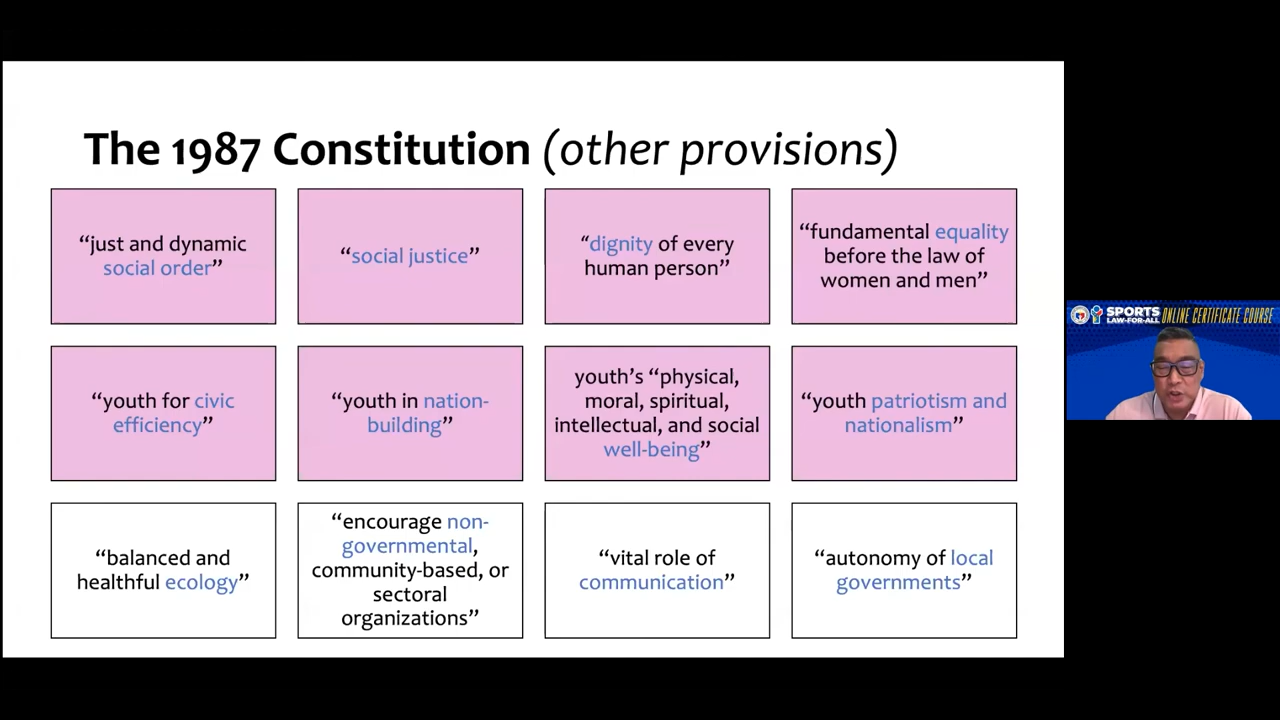 The 1987 Constitution (other provisions)
“just and dynamic
social order”
“social justice”
“dignity of every
human person”
“fundamental equality
before the law of
women and men”
“youth for civic
efficiency”
“youth in nation-
building”
youth’s “physical,
moral, spiritual,
intellectual, and social
well-being”
“youth patriotism and
nationalism”
“balanced and
healthful ecology”
“encourage non-
governmental,
community-based, or
sectoral
organizations”
“vital role of
communication”
“autonomy of local
governments”
SPORTS
LAW-FOR-ALL
ONLINE CERTIFICATE COURSE